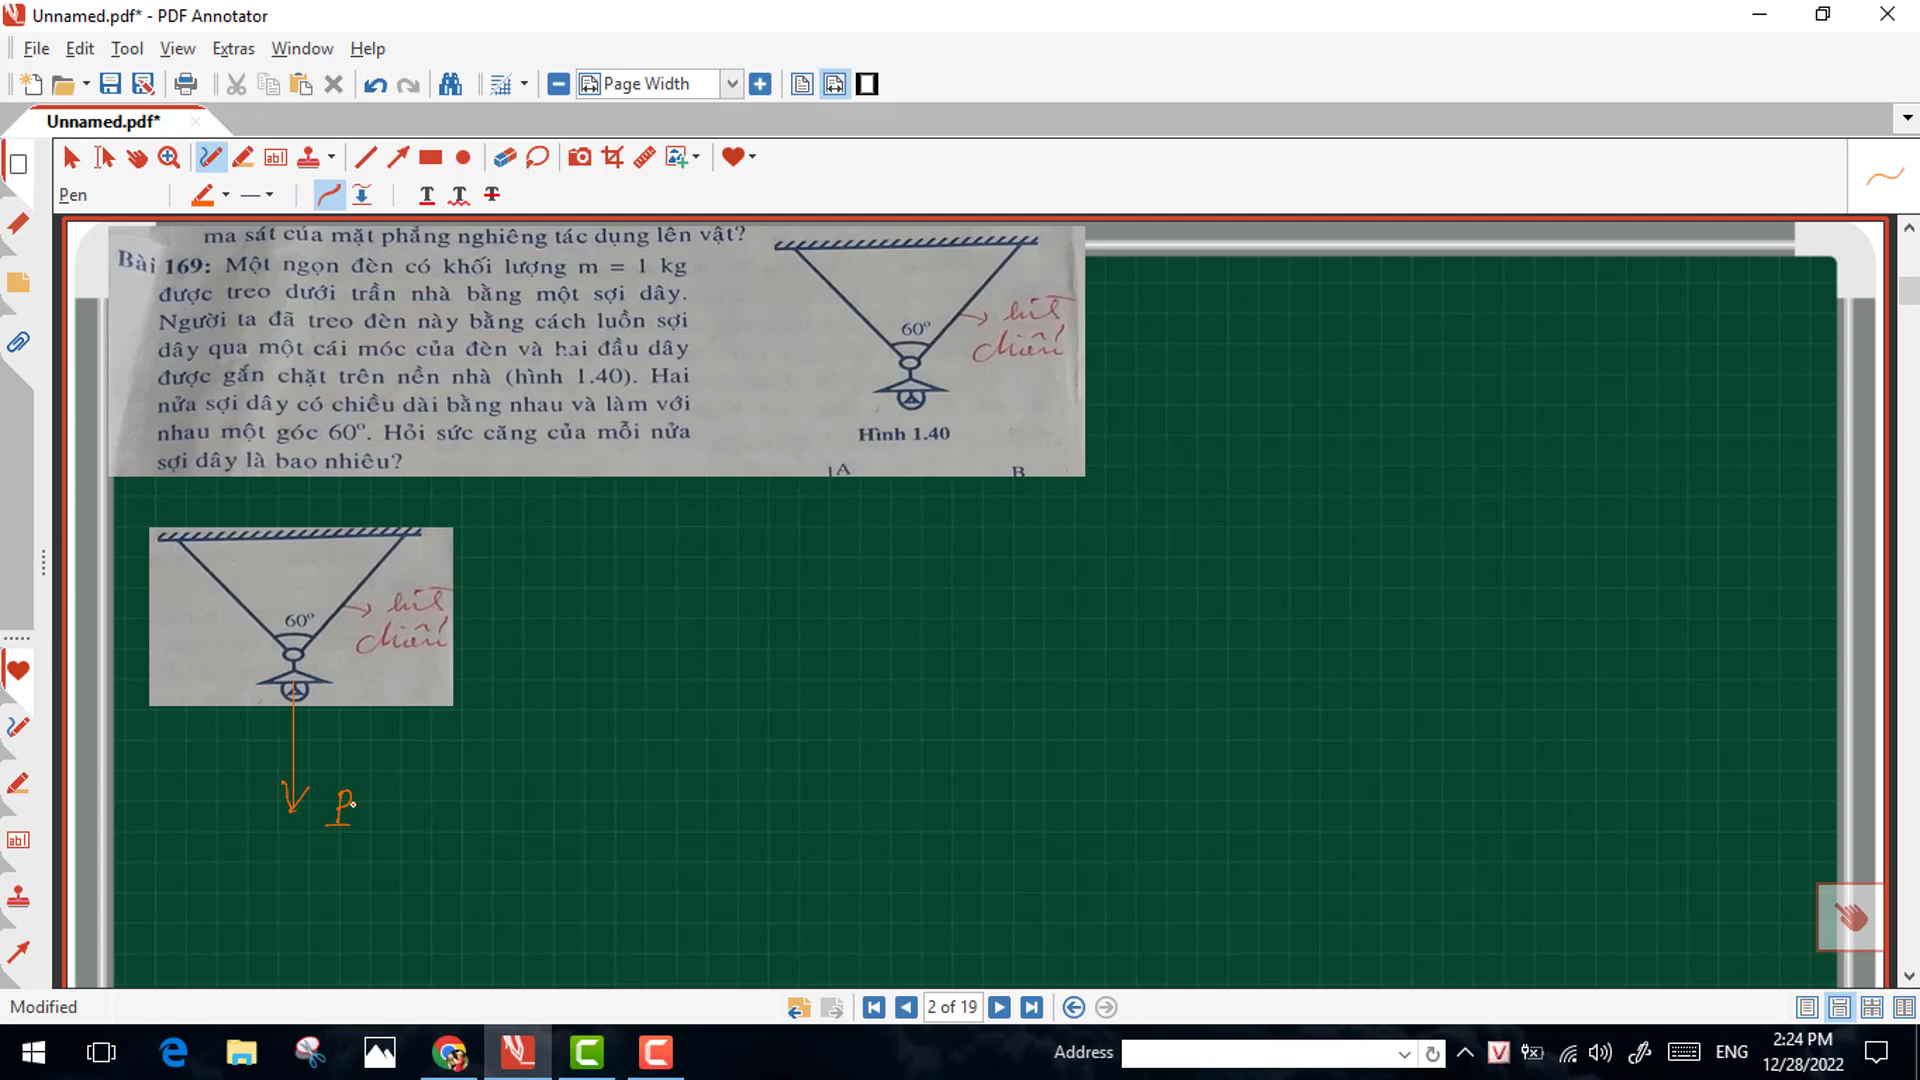 Unnamed.pdf* - PDF Annotator
File Edit Tool View Extras Window Help
Page Width
Unnamed.pdf*
Pen
ma sát của mặt phẳng nghiêng tác dụng lên vật?
Bài 169: Một ngọn đèn có khối lượng m = 1 kg
được treo dưới trần nhà bằng một sợi dây.
Người ta đã treo đèn này bằng cách luồn sợi
dây qua một cái móc của đèn và hai đầu dây
được gắn chặt trên nền nhà (hình 1.40). Hai
nửa sợi dây có chiều dài bằng nhau và làm với
nhau một góc 60º. Hỏi sức căng của mỗi nửa
sợi dây là bao nhiêu?
60º
Hình 1.40
A B
60º
P
Modified
2 of 19
Address
ENG
2:24 PM
12/28/2022